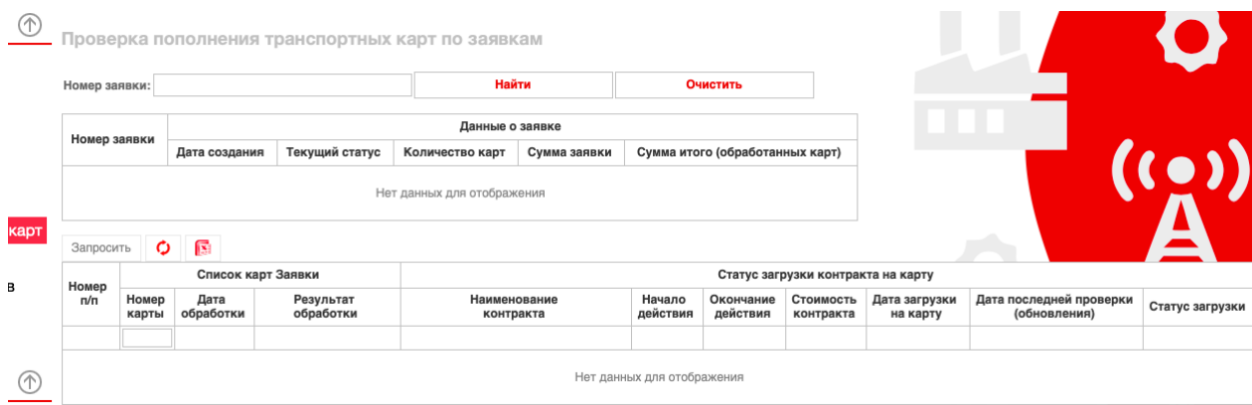 Проверка пополнения транспортных карт по заявкам
Номер заявки:
Найти
Очистить
Номер заявки
Данные о заявке
Дата создания
Текущий статус
Количество карт
Сумма заявки
Сумма итого (обработанных карт)
Нет данных для отображения
карт
Запросить
в
Номер
п/п
Список карт Заявки
Статус загрузки контракта на карту
Номер
карты
Дата
обработки
Результат
обработки
Наименование
контракта
Начало
действия
Окончание
действия
Стоимость
контракта
Дата загрузки
на карту
Дата последней проверки
(обновления)
Статус загрузки
Нет данных для отображения